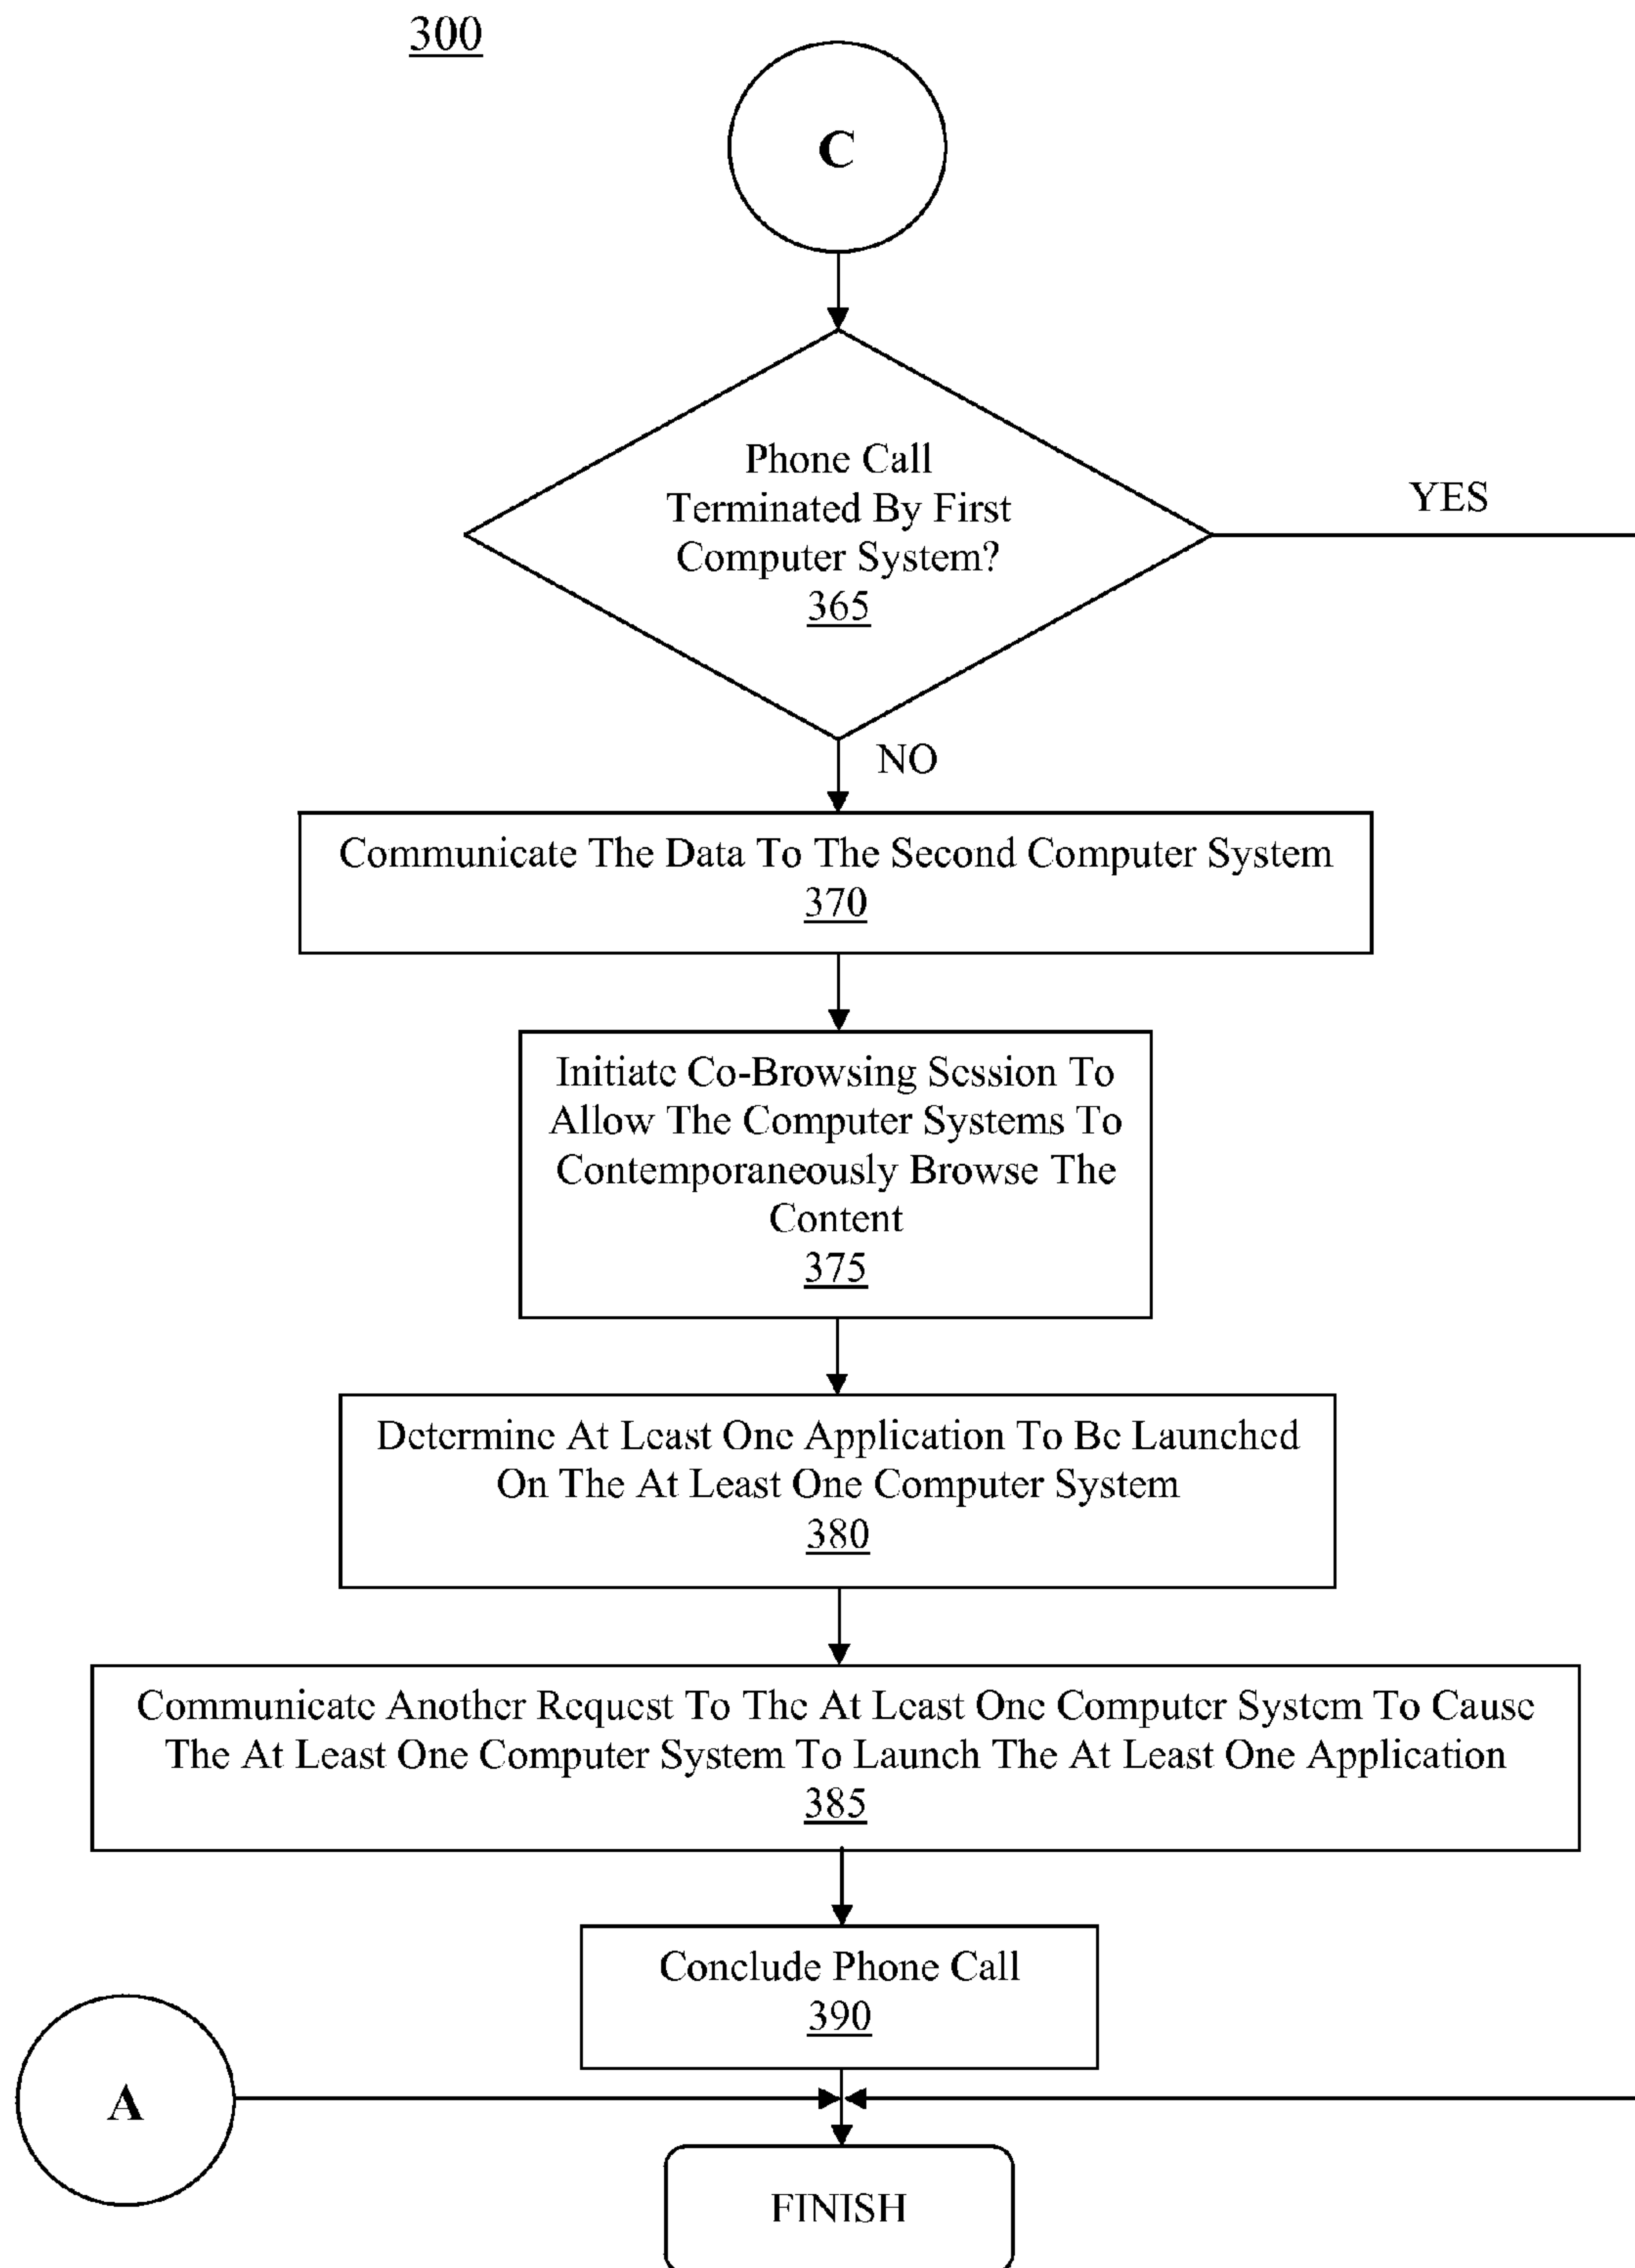 300
C
Phone Call
Terminated By First
Computer System?
365
YES
NO
Communicate The Data To The Second Computer System
370
Initiate Co-Browsing Session To
Allow The Computer Systems To
Contemporaneously Browse The
Content
375
Determine At Least One Application To Be Launched
On The At Least One Computer System
380
Communicate Another Request To The At Least One Computer System To Cause
The At Least One Computer System To Launch The At Least One Application
385
Conclude Phone Call
390
A
FINISH